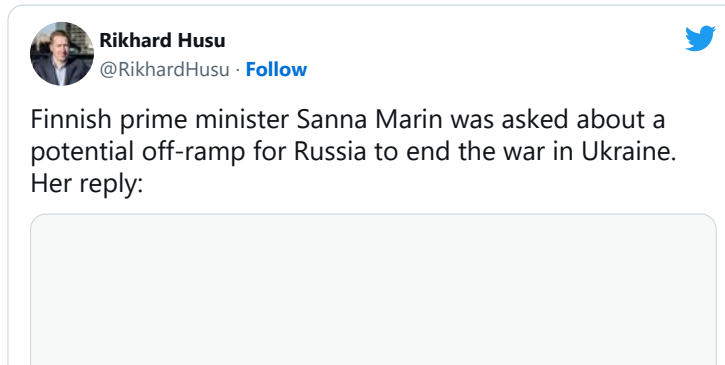 Rikhard Husu
@RikhardHusu · Follow
Finnish prime minister Sanna Marin was asked about a
potential off-ramp for Russia to end the war in Ukraine.
Her reply: